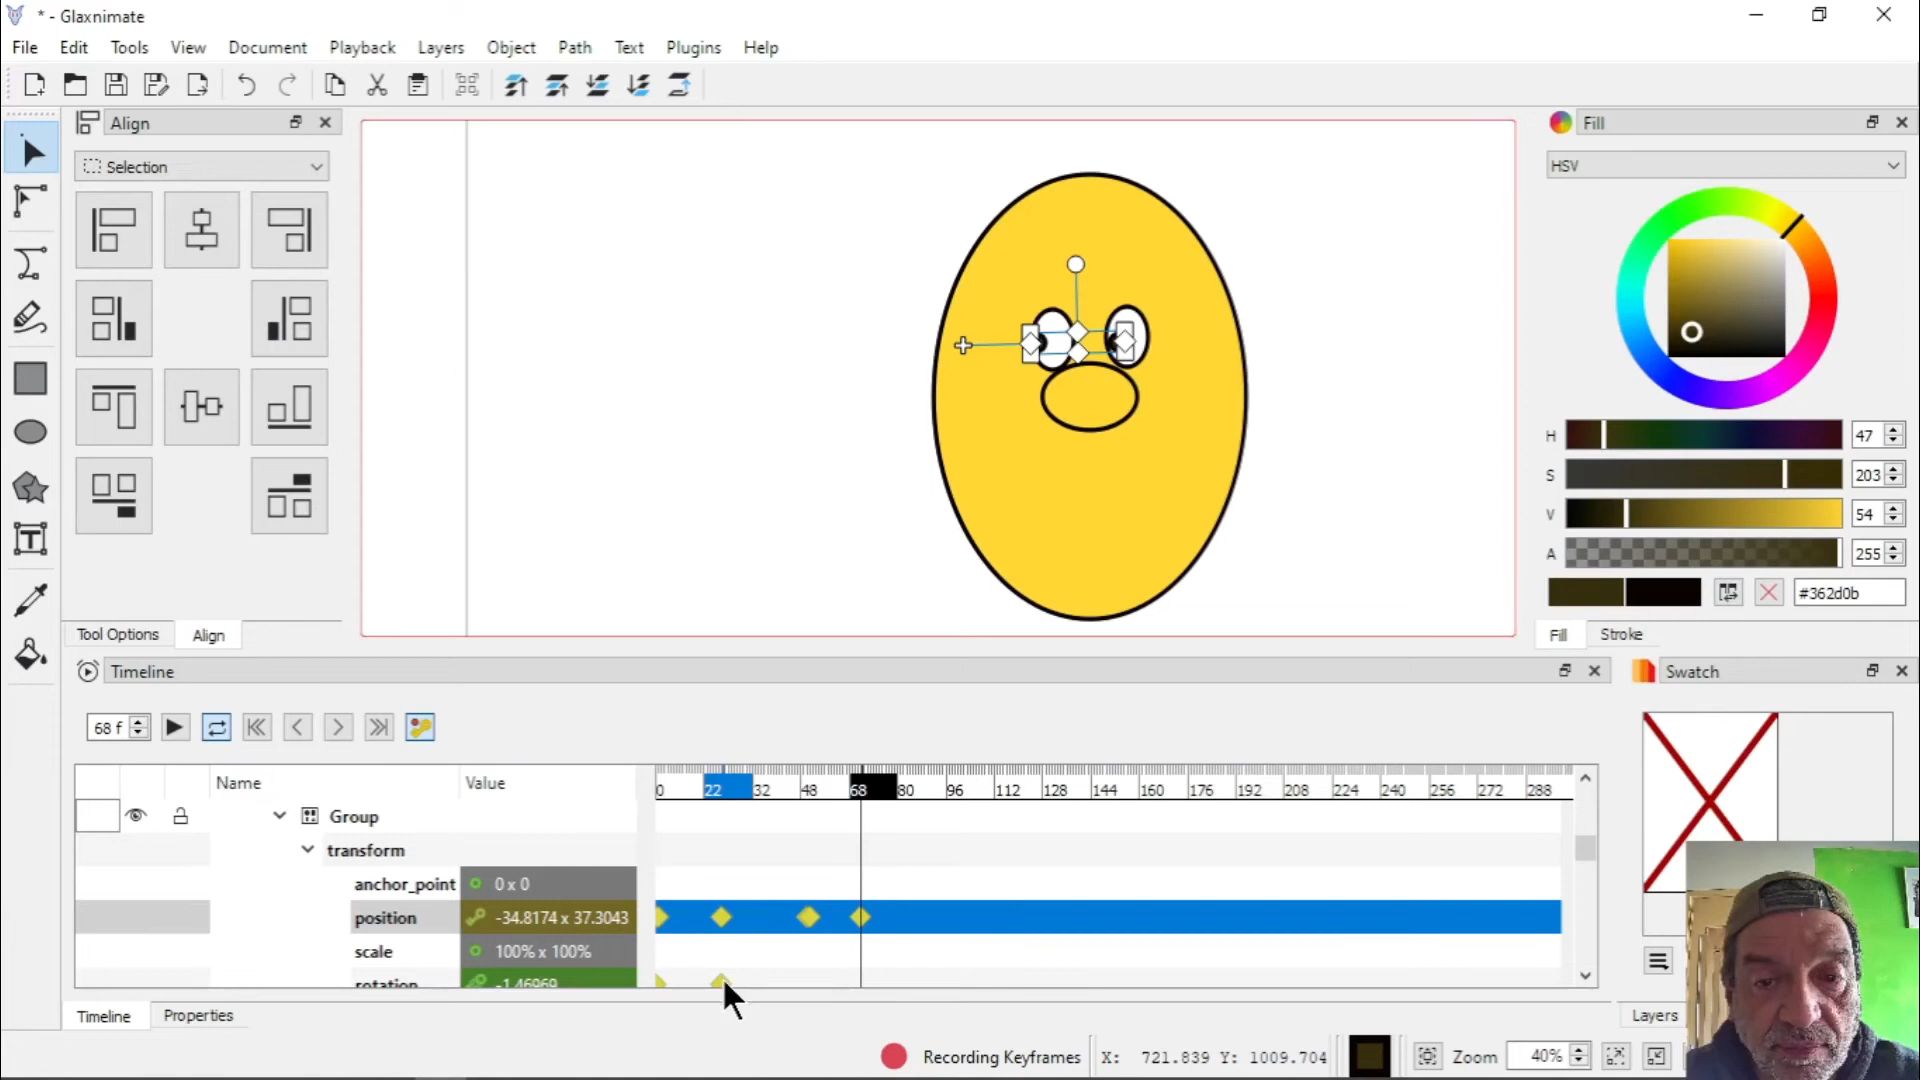 * - Glaxnimate
File Edit Tools View Document Playback Layers Object Path Text Plugins Help
Align
Fill
Selection
HSV
H 47
S 203
V 54
A 255
#362d0b
Tool Options Align
Fill Stroke
Timeline
Swatch
68 f
Name Value
0 22 32 48 68 80 96 112 128 144 160 176 192 208 224 240 256 272 288
Group
transform
anchor_point 0 x 0
position -34.8174 x 37.3043
scale 100% x 100%
rotation -1.46969
Timeline Properties
Layers
Recording Keyframes X: 721.839 Y: 1009.704 Zoom 40%